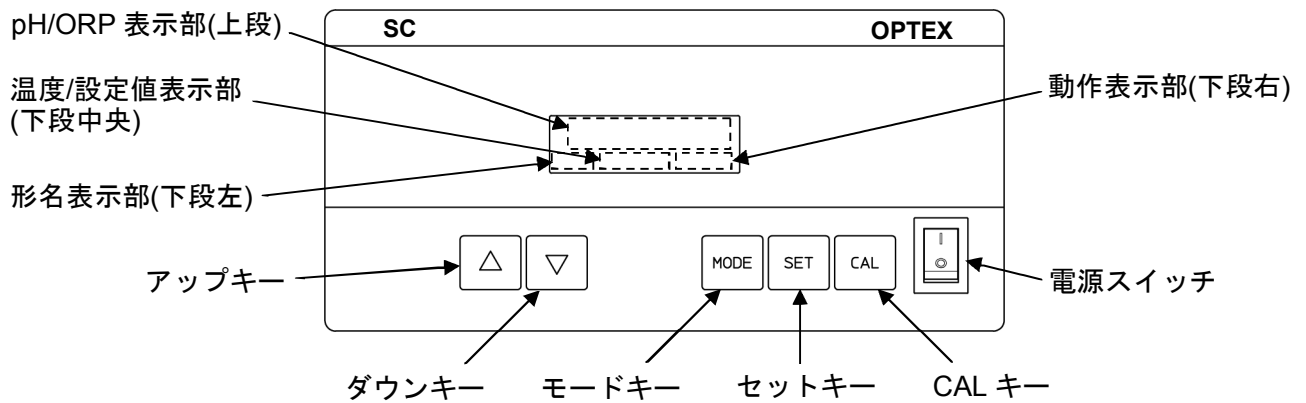 pH/ORP 表示部(上段)
SC
OPTEX
温度/設定値表示部
(下段中央)
動作表示部(下段右)
形名表示部(下段左)
アップキー
△
▽
MODE
SET
CAL
電源スイッチ
ダウンキー
モードキー
セットキー
CAL キー